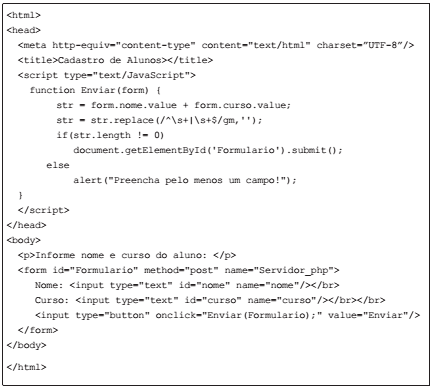 <html>
<head>
<meta http-equiv="content-type" content="text/html" charset="UTF-8"/>
<title>Cadastro de Alunos></title>
<script type="text/JavaScript">
function Enviar(form) {
str = form.nome.value + form.curso.value;
str = str.replace(/^\s+|\s+$/gm,'');
if(str.length != 0)
document.getElementById('Formulario').submit();
else
alert("Preencha pelo menos um campo!");
}
</script>
</head>
<body>
<p>Informe nome e curso do aluno: </p>
<form id="Formulario" method="post" name="Servidor_php">
Nome: <input type="text" id="nome" name="nome"/></br>
Curso: <input type="text" id="curso" name="curso"/></br></br>
<input type="button" onclick="Enviar(Formulario);" value="Enviar"/>
</form>
</body>
</html>